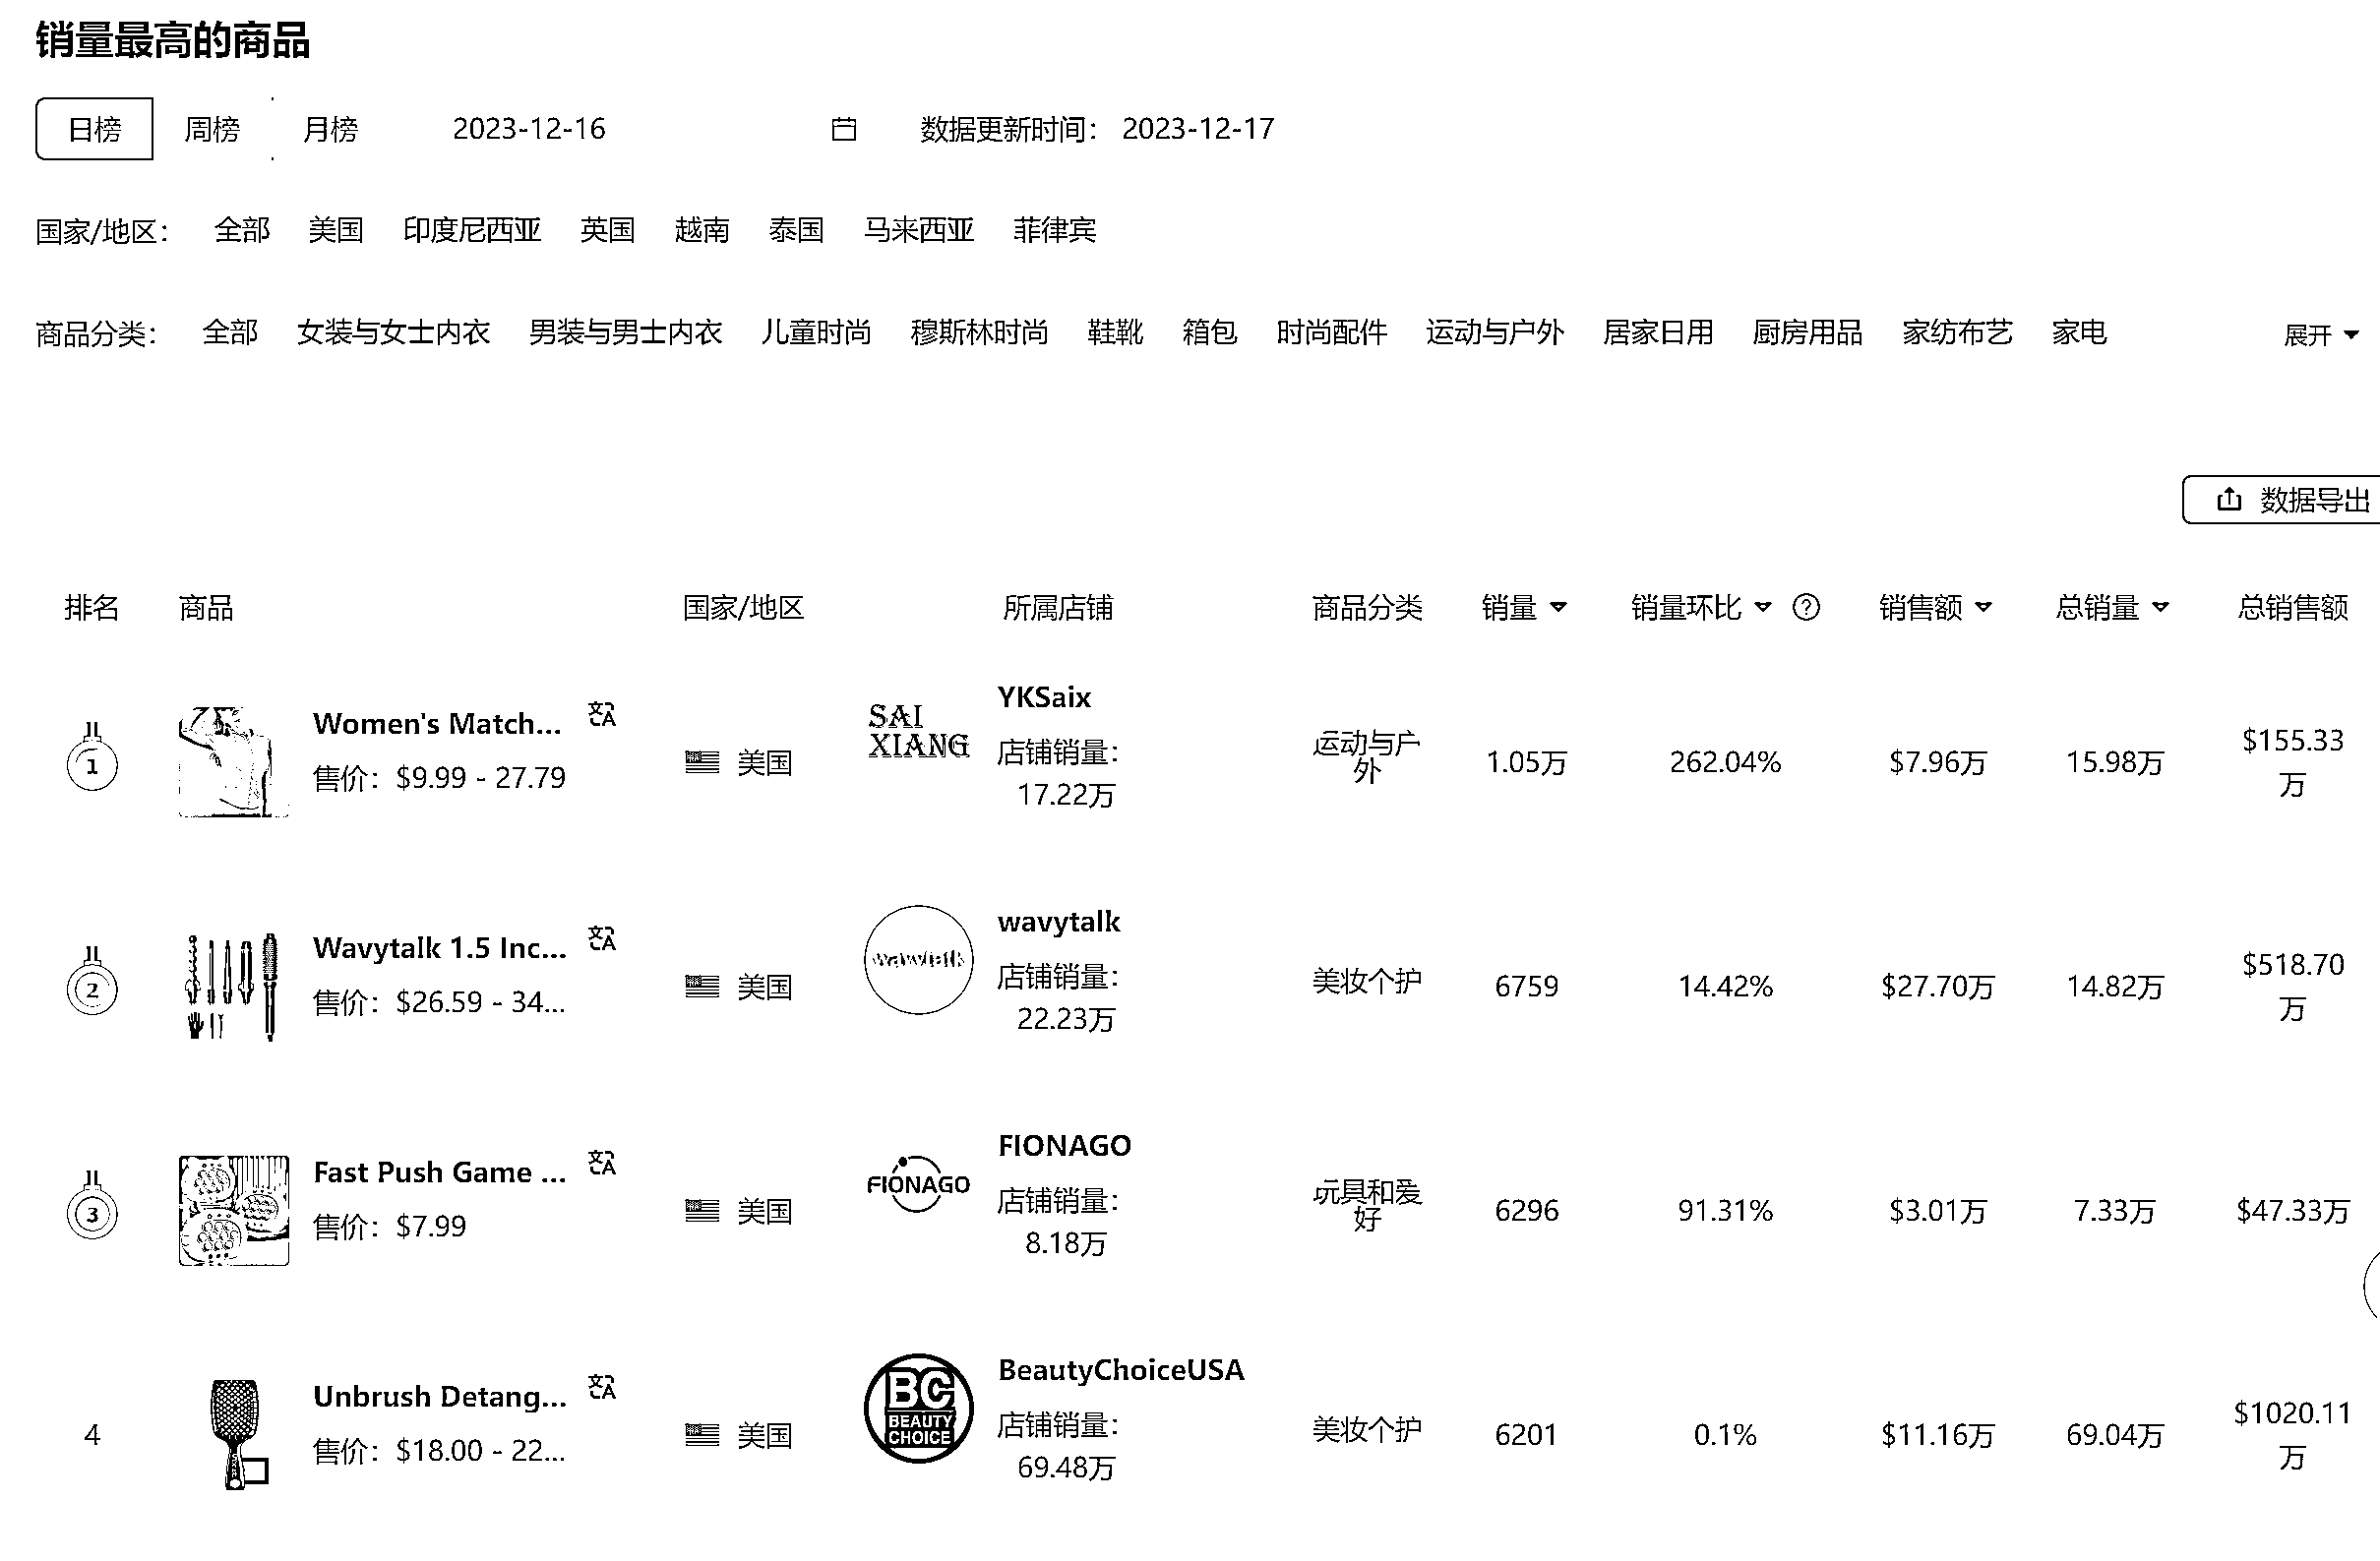 销量最高的商品
日榜 周榜 月榜 2023-12-16 数据更新时间： 2023-12-17
国家/地区： 全部 美国 印度尼西亚 英国 越南 泰国 马来西亚 菲律宾
商品分类： 全部 女装与女士内衣 男装与男士内衣 儿童时尚 穆斯林时尚 鞋靴 箱包 时尚配件 运动与户外 居家日用 厨房用品 家纺布艺 家电 展开
数据导出
排名 商品 国家/地区 所属店铺 商品分类 销量 销量环比 销售额 总销量 总销售额
1
Women's Match...
售价：$9.99 - 27.79
美国
SAI
XIANG
YKSaix
店铺销量：
17.22万
运动与户
外
1.05万
262.04%
$7.96万
15.98万
$155.33
万
2
Wavytalk 1.5 Inc...
售价：$26.59 - 34...
美国
wavytalk
wavytalk
店铺销量：
22.23万
美妆个护
6759
14.42%
$27.70万
14.82万
$518.70
万
3
Fast Push Game ...
售价：$7.99
美国
FIONAGO
FIONAGO
店铺销量：
8.18万
玩具和爱
好
6296
91.31%
$3.01万
7.33万
$47.33万
4
Unbrush Detang...
售价：$18.00 - 22...
美国
BC
BEAUTY
CHOICE
BeautyChoiceUSA
店铺销量：
69.48万
美妆个护
6201
0.1%
$11.16万
69.04万
$1020.11
万